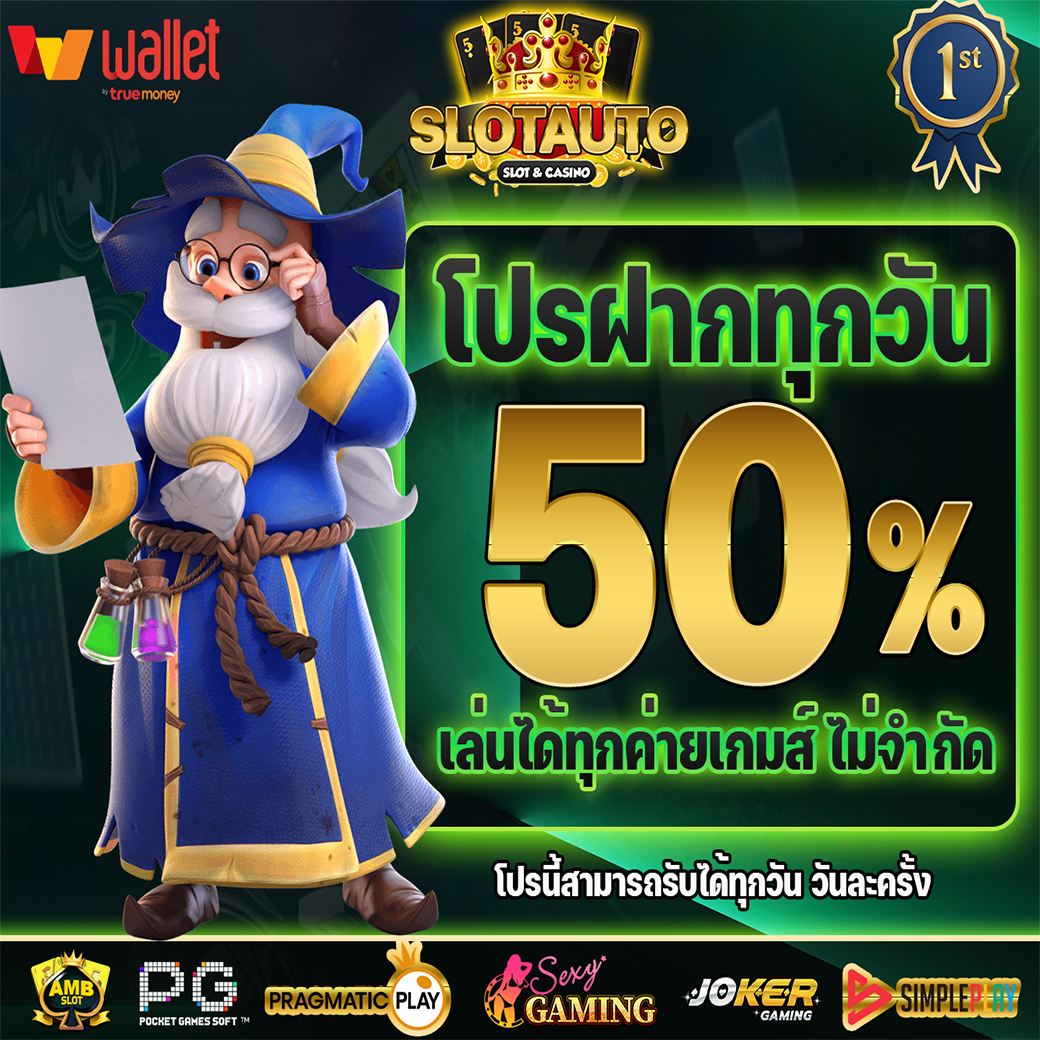 wallet
by truemoney
5 5 5
SLOTAUTO
SLOT & CASINO
1st
โปรฝากทุกวัน
50%
เล่นได้ทุกค่ายเกมส์ ไม่จำกัด
โปรนี้สามารถรับได้ทุกวัน วันละครั้ง
AMB
SLOT
PG
POCKET GAMES SOFT ™
PRAGMATIC PLAY
Sexy
GAMING
JOKER
GAMING
SIMPLEPLAY